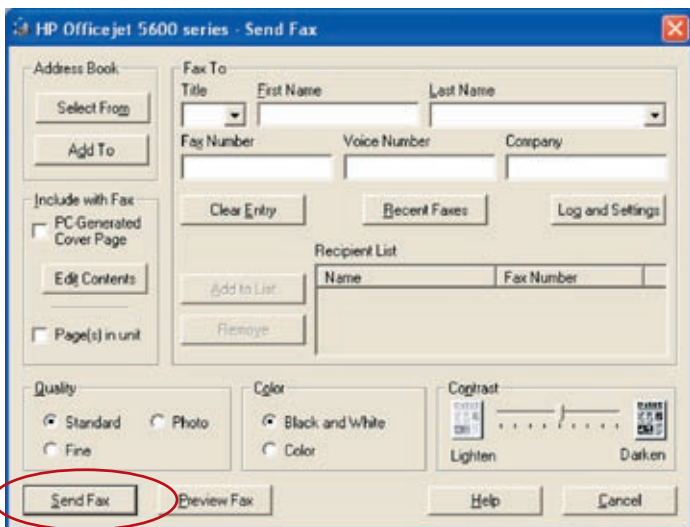 HP Officejet 5600 series - Send Fax
Address Book
Select From
Add To
Fax To
Title First Name Last Name
Fax Number Voice Number Company
Clear Entry Recent Faxes Log and Settings
Include with Fax
PC-Generated
Cover Page
Edit Contents
Page(s) in unit
Recipient List
Name Fax Number
Add to List
Remove
Quality
Standard Photo
Fine
Color
Black and White
Color
Contrast
Lighten Darken
Send Fax Preview Fax Help Cancel